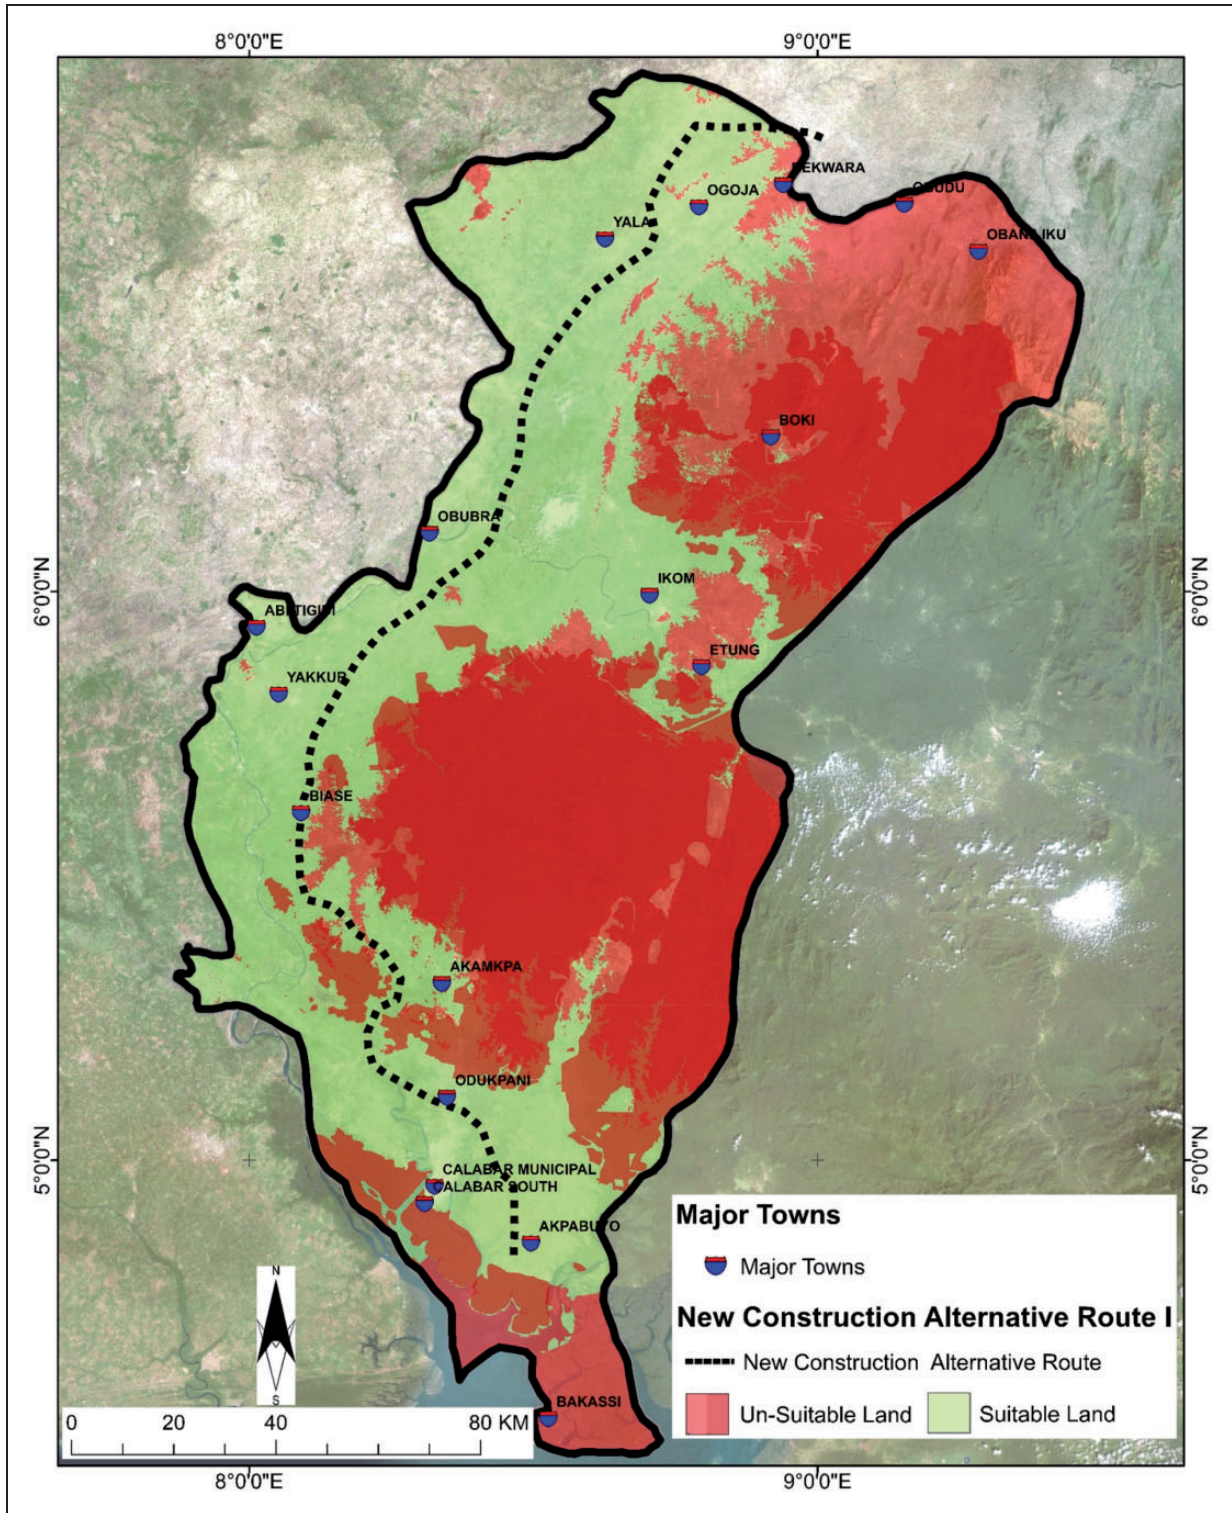 8°0'0"E 9°0'0"E
BEKWARA
OGOJA
OBUDU
YALA
OBANLIKU
BOKI
OBUBRA
6°0'0"N 6°0'0"N
IKOM
ABITIGIDI
ETUNG
YAKKUR
BIASE
AKAMKPA
ODUKPANI
5°0'0"N 5°0'0"N
CALABAR MUNICIPAL
CALABAR SOUTH
AKPABUYO
Major Towns
Major Towns
New Construction Alternative Route I
New Construction Alternative Route
Un-Suitable Land Suitable Land
N
S
BAKASSI
0 20 40 80 KM
8°0'0"E 9°0'0"E